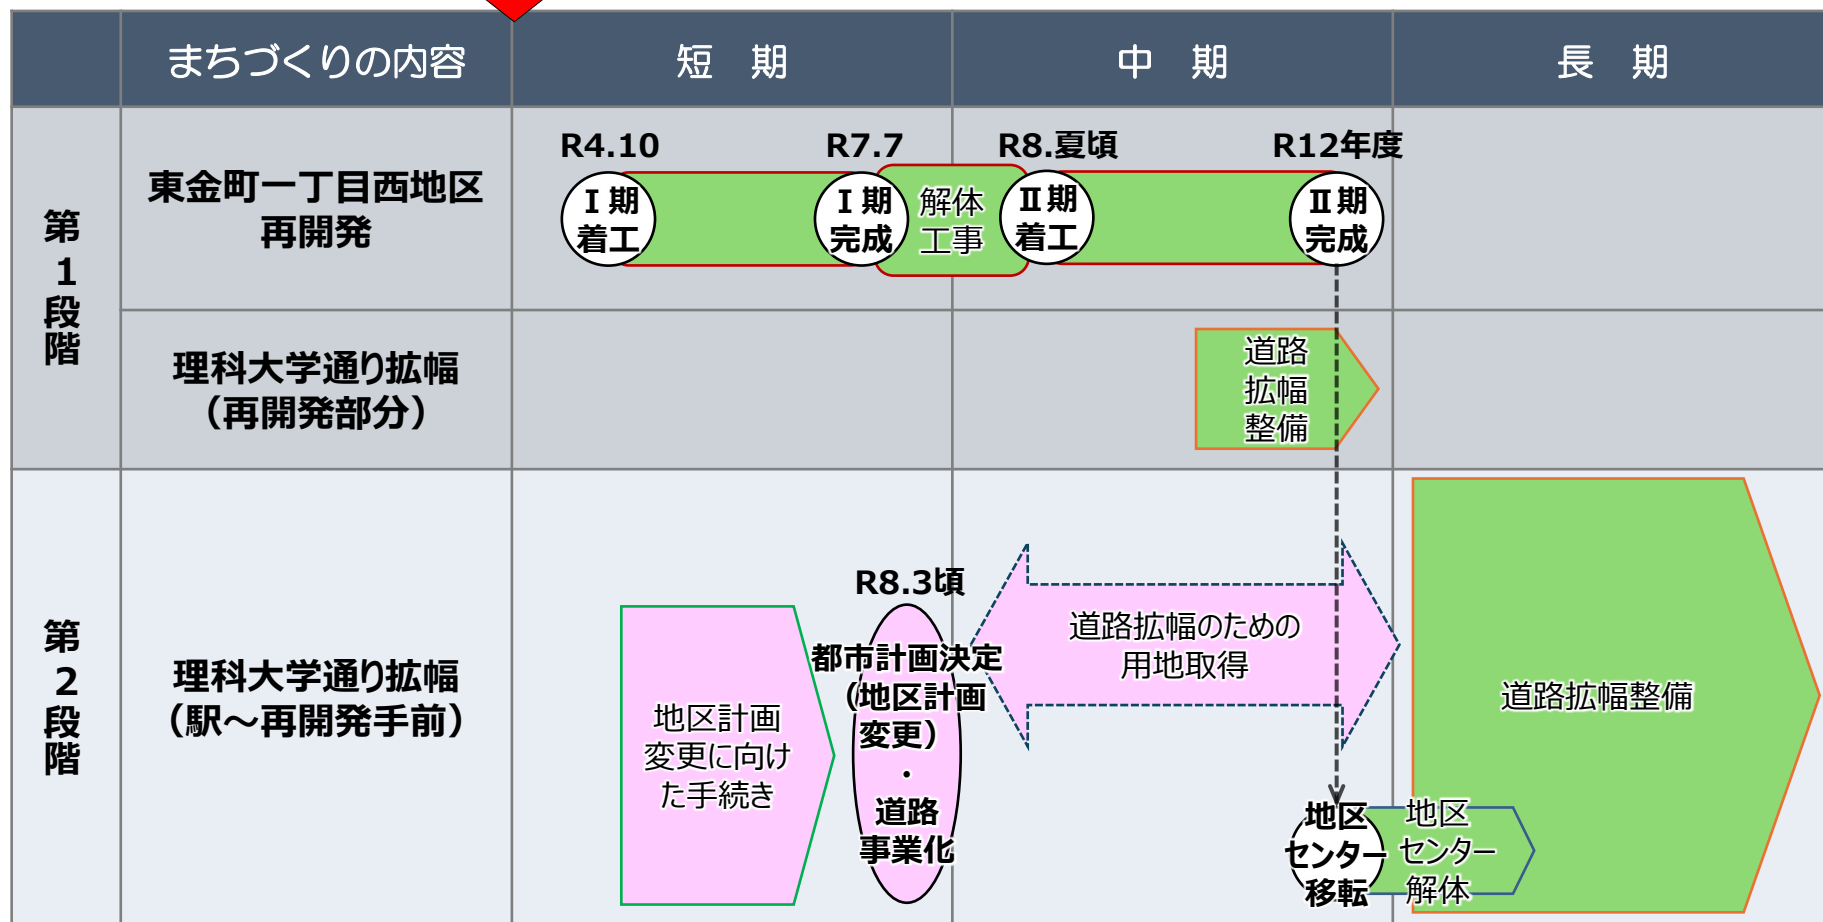 まちづくりの内容
短　期
中　期
長　期
第
1
段
階
東金町一丁目西地区
再開発
R4.10
R7.7
R8.夏頃
R12年度
Ⅰ期
着工
Ⅰ期
完成
解体
工事
Ⅱ期
着工
Ⅱ期
完成
理科大学通り拡幅
（再開発部分）
道路
拡幅
整備
第
2
段
階
理科大学通り拡幅
（駅～再開発手前）
地区計画
変更に向け
た手続き
R8.3頃
都市計画決定
（地区計画
変更）
・
道路
事業化
道路拡幅のための
用地取得
道路拡幅整備
地区
センター
移転
地区
センター
解体